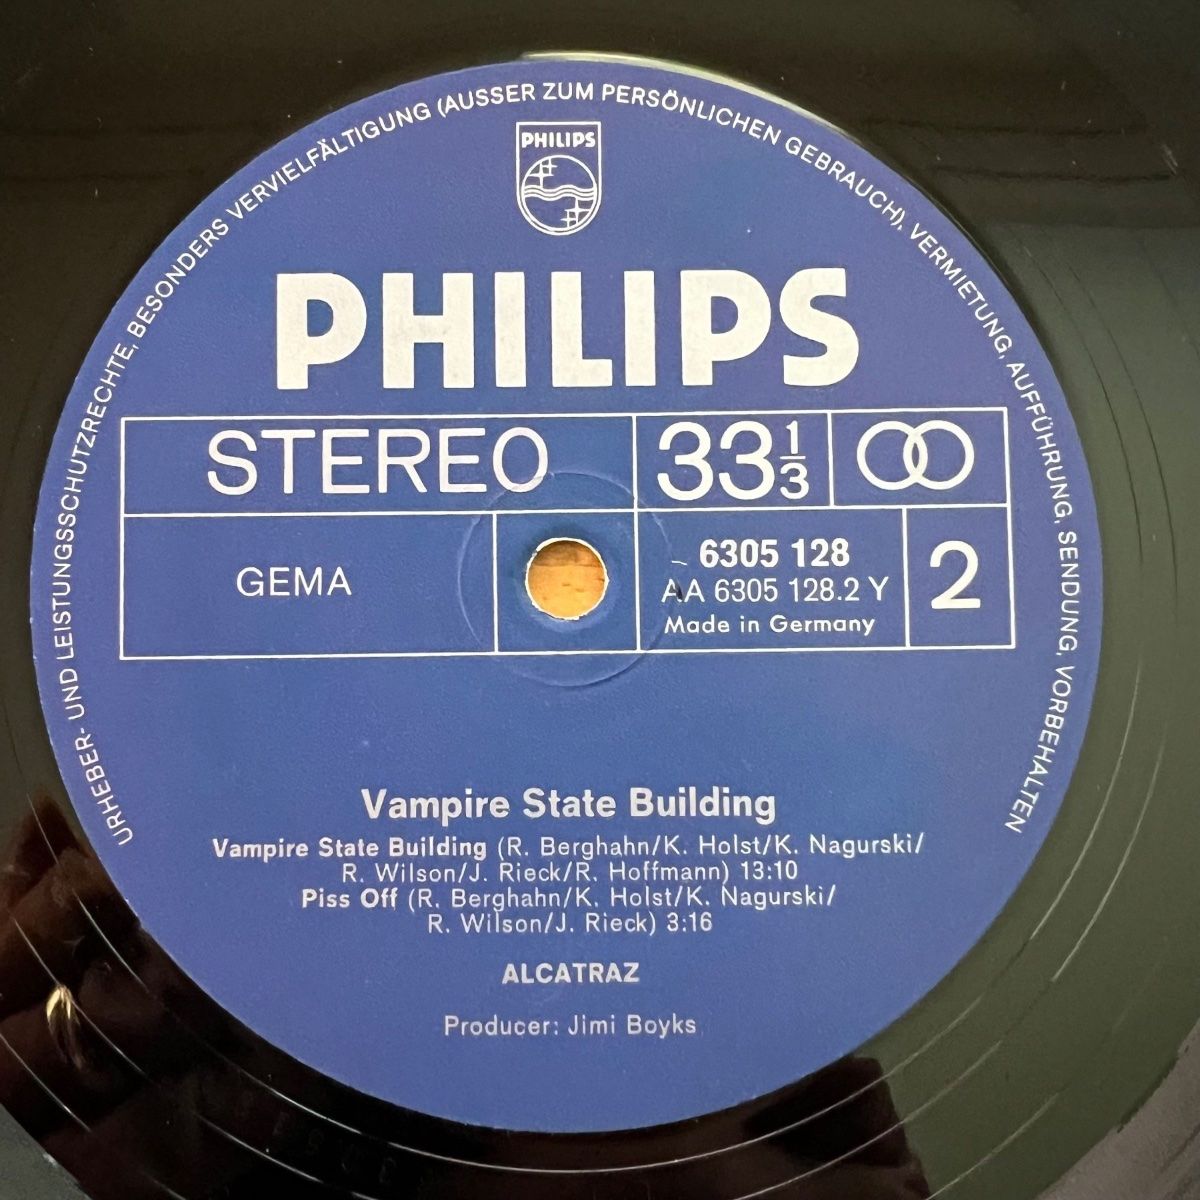 URHEBER- UND LEISTUNGSSCHUTZRECHTE, BESONDERS VERVIELFÄLTIGUNG (AUSSER ZUM PERSÖNLICHEN GEBRAUCH), VERMIETUNG, AUFFÜHRUNG, SENDUNG, VORBEHALTEN
PHILIPS
PHILIPS
STEREO
33 1/3
GEMA
6305 128
AA 6305 128.2 Y
Made in Germany
2
Vampire State Building
Vampire State Building (R. Berghahn/K. Holst/K. Nagurski/
R. Wilson/J. Rieck/R. Hoffmann) 13:10
Piss Off (R. Berghahn/K. Holst/K. Nagurski/
R. Wilson/J. Rieck) 3:16
ALCATRAZ
Producer: Jimi Boyks